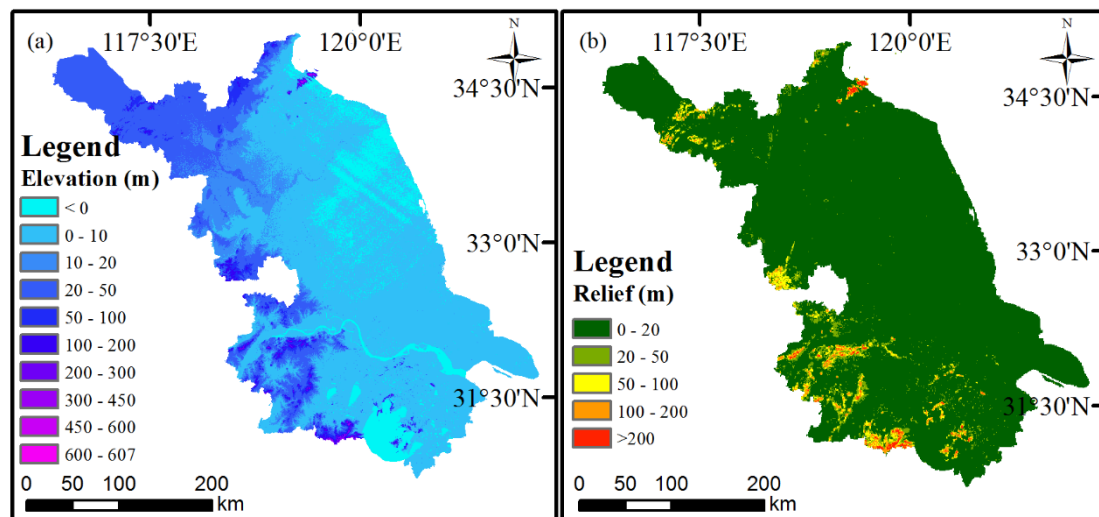 (a)
117°30'E
120°0'E
N
34°30'N
33°0'N
31°30'N
Legend
Elevation (m)
< 0
0 - 10
10 - 20
20 - 50
50 - 100
100 - 200
200 - 300
300 - 450
450 - 600
600 - 607
0 50 100 200
km
(b)
117°30'E
120°0'E
N
34°30'N
33°0'N
31°30'N
Legend
Relief (m)
0 - 20
20 - 50
50 - 100
100 - 200
>200
0 50 100 200
km